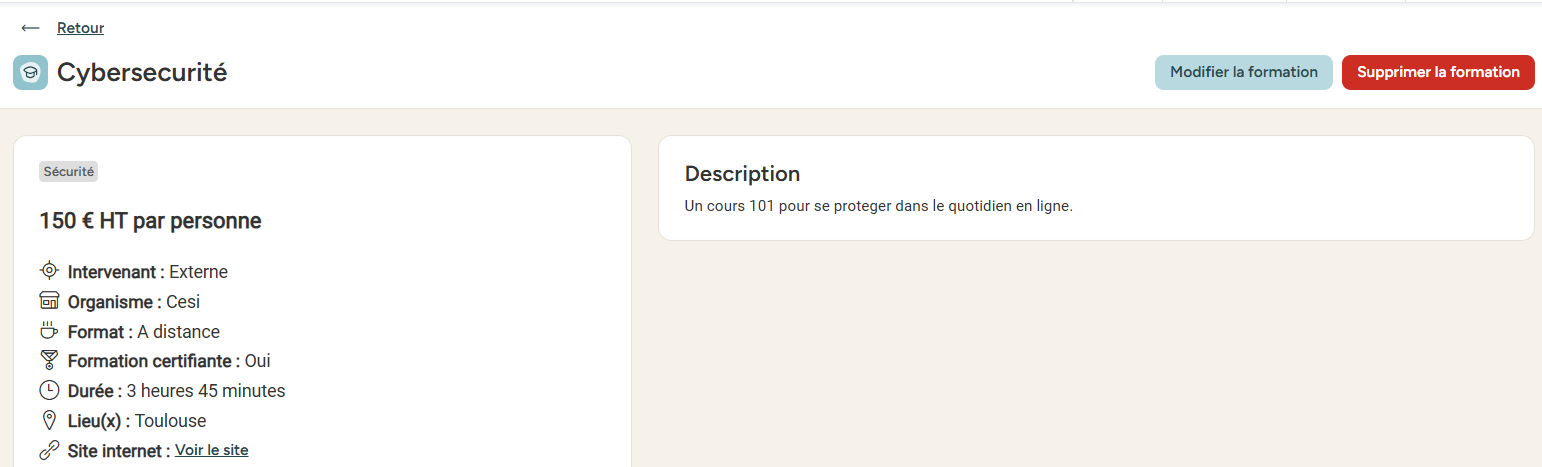 Retour
Cybersecurité
Modifier la formation
Supprimer la formation
Sécurité
150 € HT par personne
Intervenant : Externe
Organisme : Cesi
Format : A distance
Formation certifiante : Oui
Durée : 3 heures 45 minutes
Lieu(x) : Toulouse
Site internet : Voir le site
Description
Un cours 101 pour se proteger dans le quotidien en ligne.